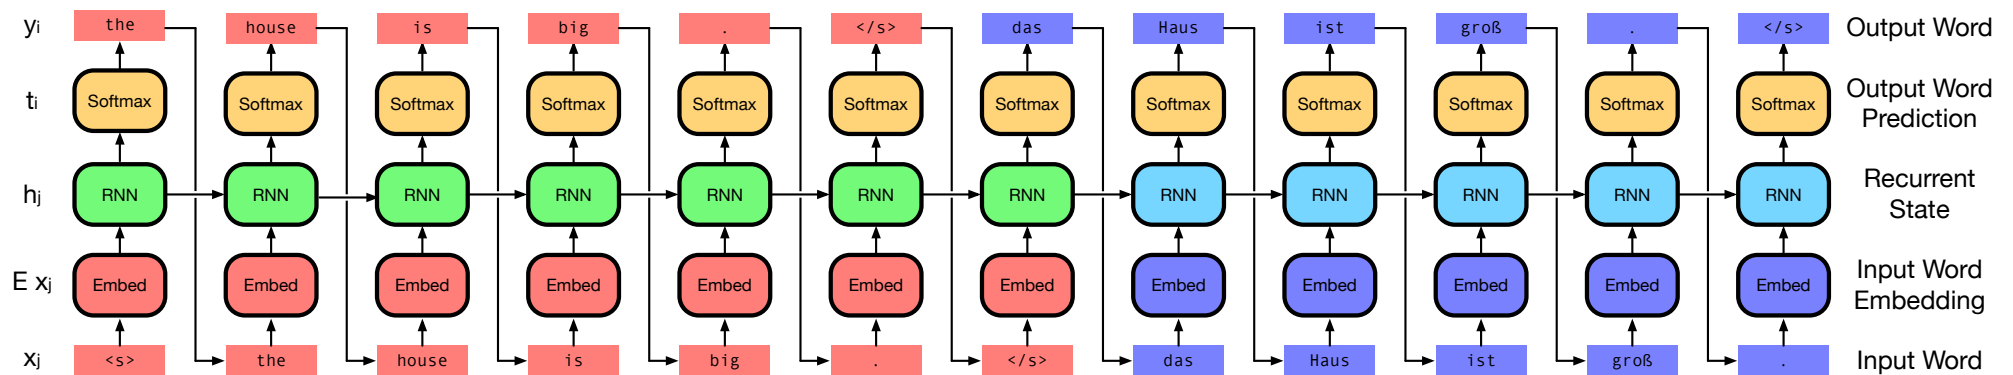 yi the house is big . </s> das Haus ist groß . </s> Output Word
ti Softmax Softmax Softmax Softmax Softmax Softmax Softmax Softmax Softmax Softmax Softmax Softmax Output Word
Prediction
hj RNN RNN RNN RNN RNN RNN RNN RNN RNN RNN RNN RNN Recurrent
State
E xj Embed Embed Embed Embed Embed Embed Embed Embed Embed Embed Embed Embed Input Word
Embedding
xj <s> the house is big . </s> das Haus ist groß . Input Word